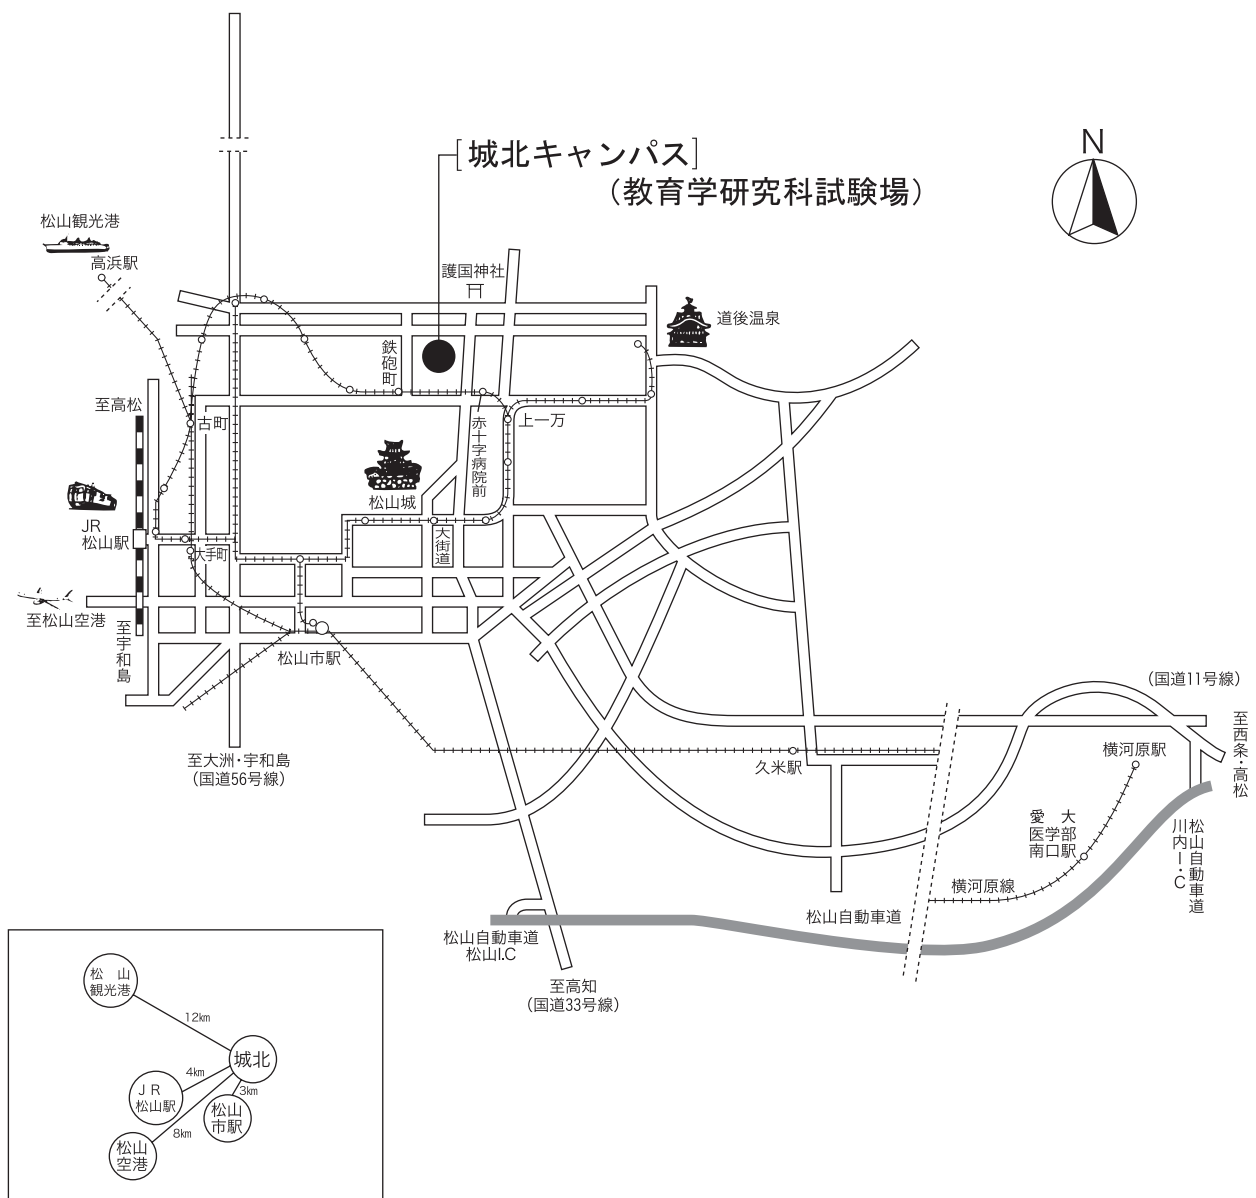 N
[城北キャンパス]
(教育学研究科試験場)
松山観光港
高浜駅
護国神社
道後温泉
鉄砲町
至高松
古町
赤十字病院前
上一万
松山城
JR
松山駅
大手町
大街道
至松山空港
至宇和島
松山市駅
(国道11号線)
至西条・高松
至大洲・宇和島
(国道56号線)
久米駅
横河原駅
愛 大
医学部
南口駅
松山自動車道
川内I・C
横河原線
松山自動車道
松山自動車道
松山I.C
至高知
(国道33号線)
松 山
観光港
12km
城北
4km
JR
松山駅
3km
松山
市駅
8km
松山
空港